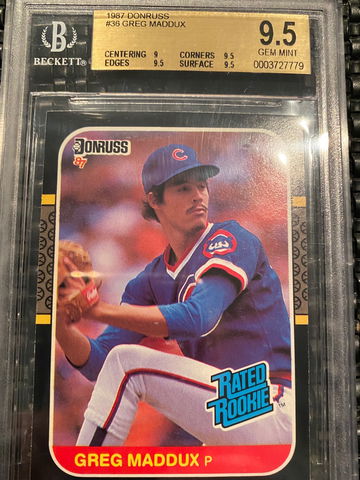 1987 DONRUSS
#36 GREG MADDUX
B
BECKETT®
CENTERING 9 CORNERS 9.5
EDGES 9.5 SURFACE 9.5
9.5
GEM MINT
0003727779
DONRUSS
'87
C
RATED
ROOKIE
TM
GREG MADDUX P